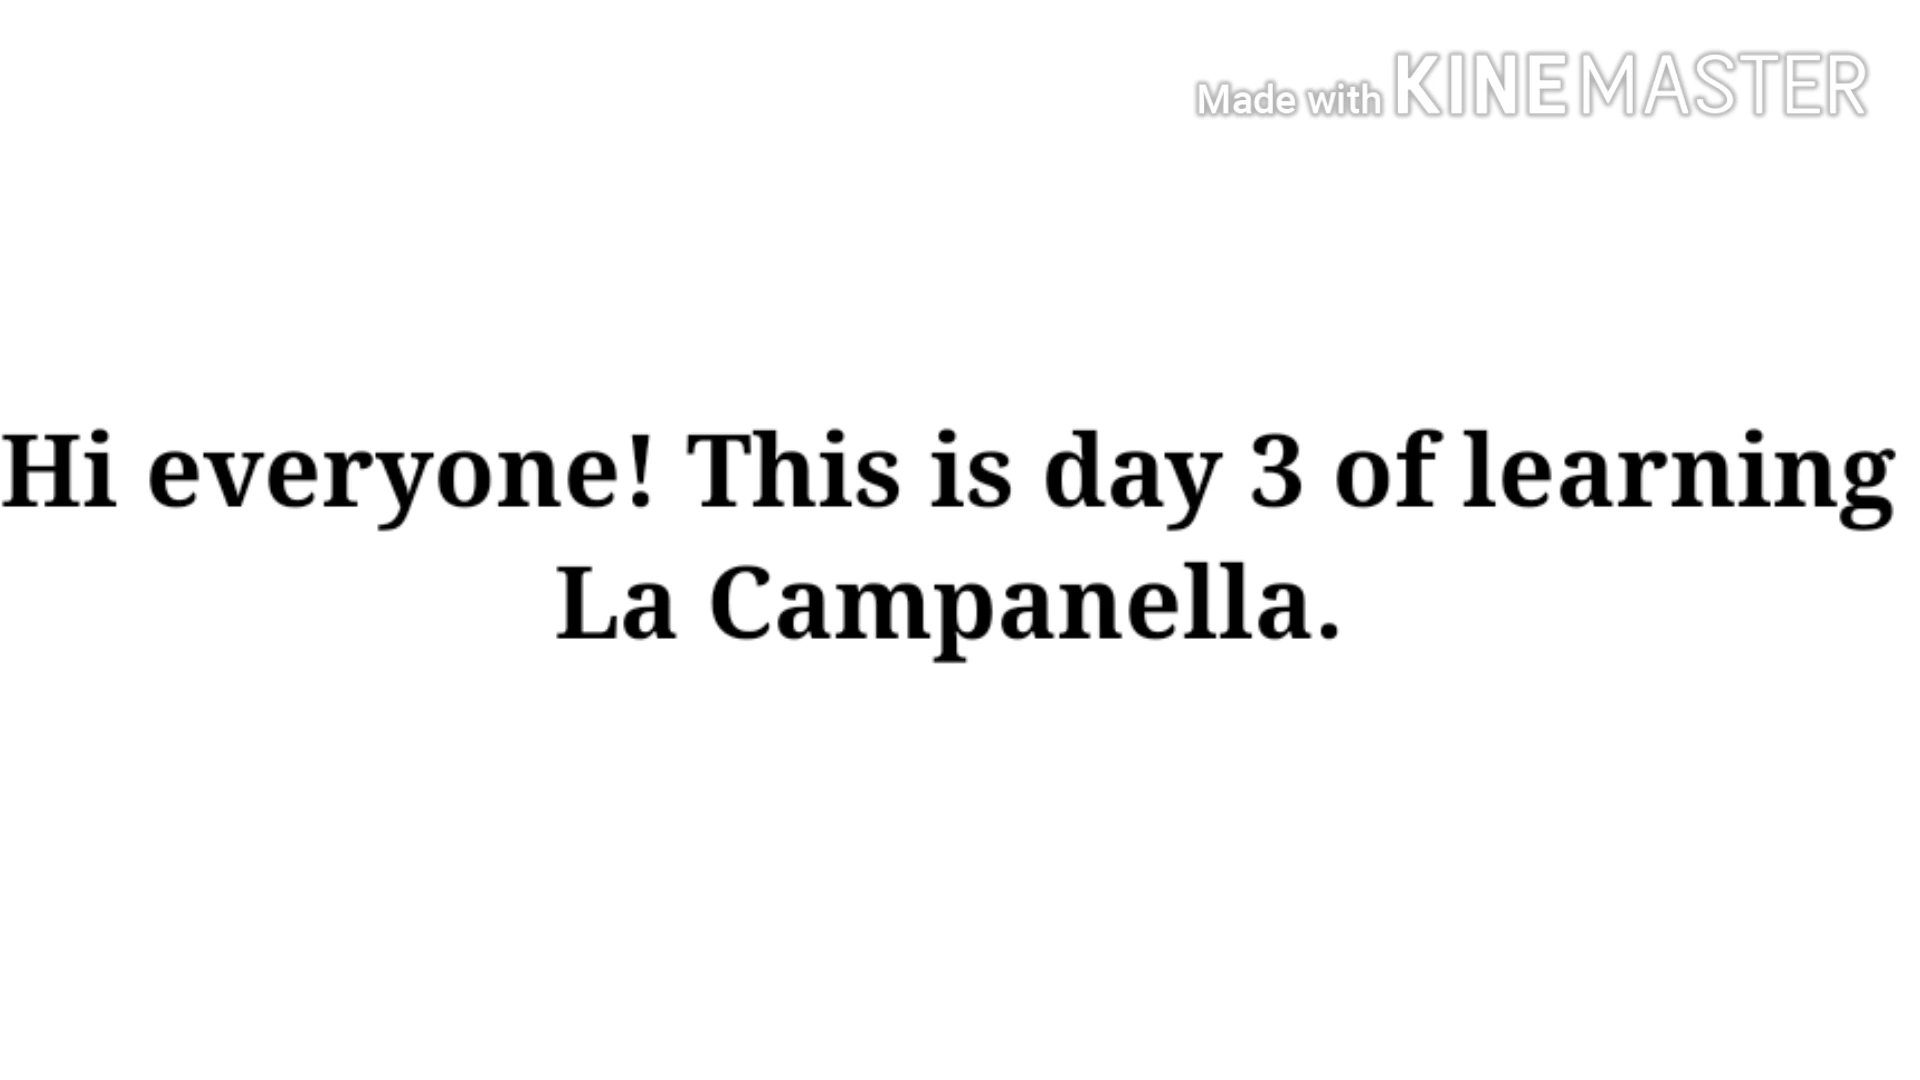 Made with KINEMASTER
Hi everyone! This is day 3 of learning
La Campanella.